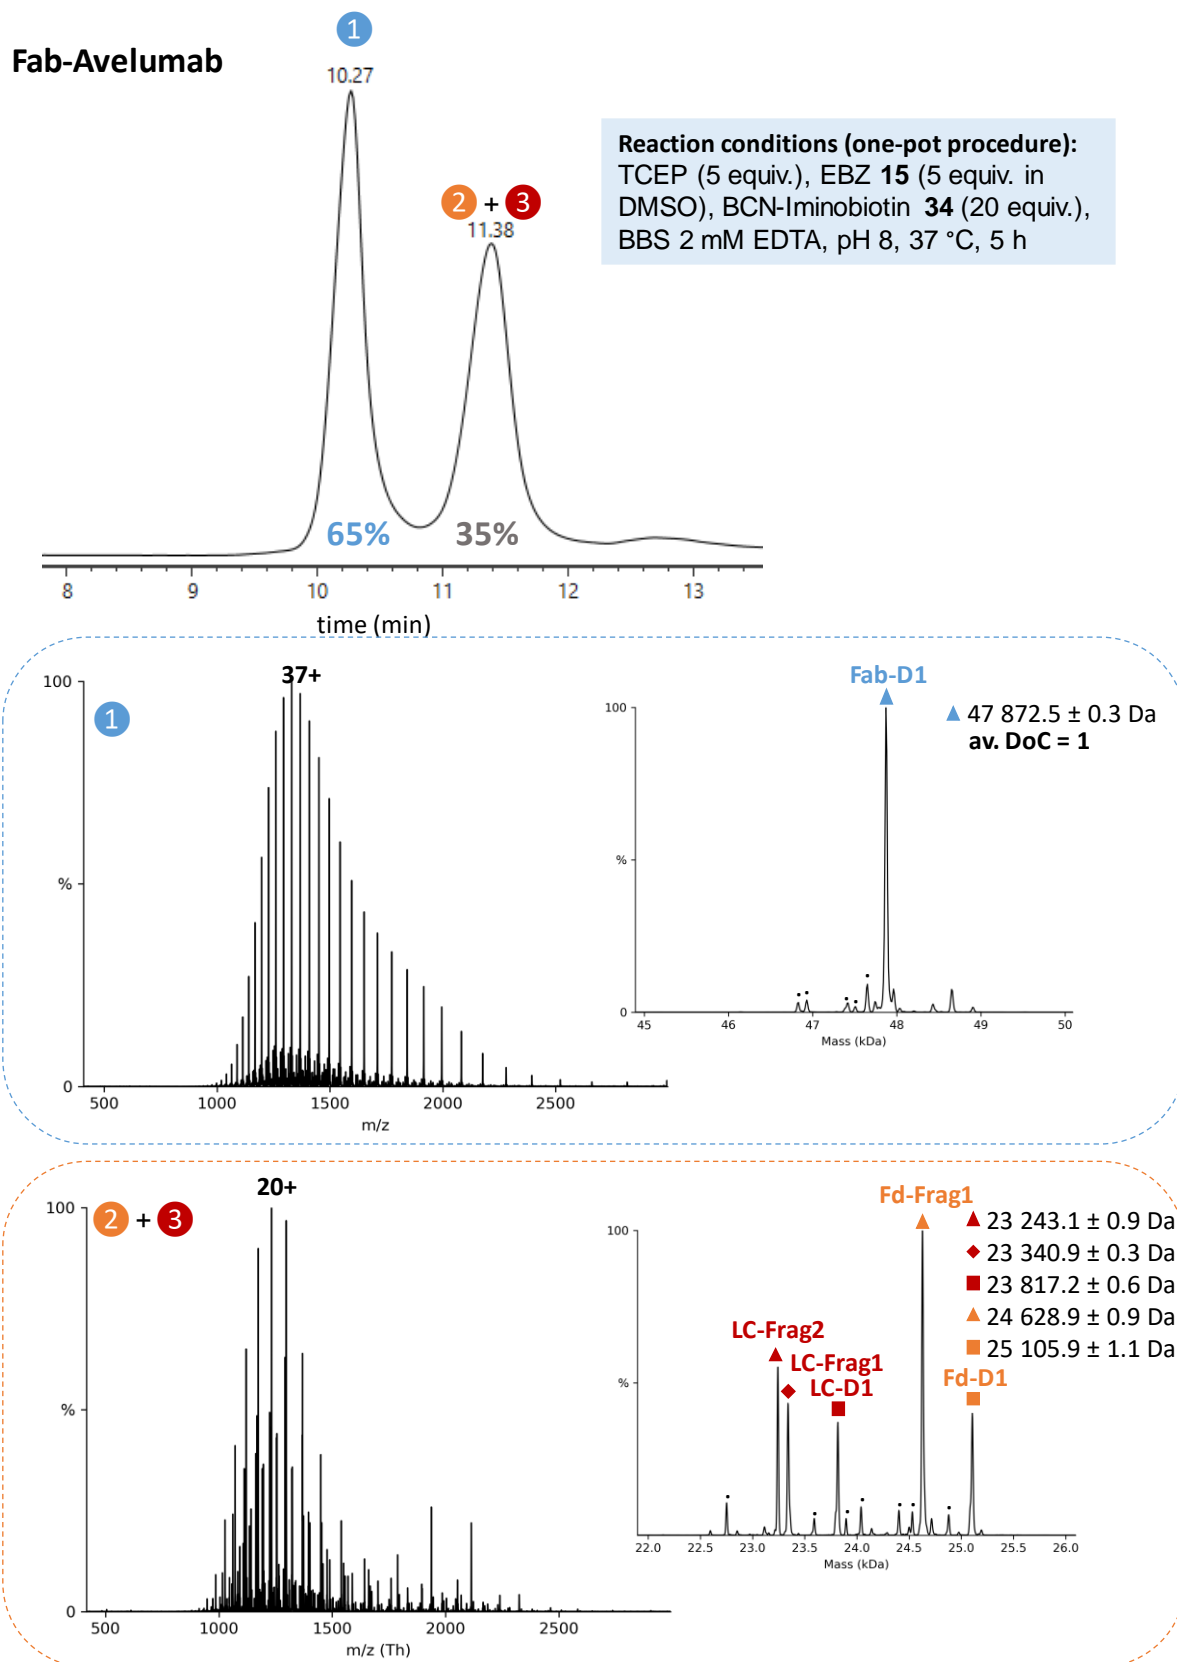 1
Fab-Avelumab
10.27
2 + 3
11.38
Reaction conditions (one-pot procedure):
TCEP (5 equiv.), EBZ 15 (5 equiv. in
DMSO), BCN-Iminobiotin 34 (20 equiv.),
BBS 2 mM EDTA, pH 8, 37 °C, 5 h
65% 35%
8 9 10 11 12 13
time (min)
1
37+
100
%
0
500 1000 1500 2000 2500
m/z
Fab-D1
47 872.5 ± 0.3 Da
av. DoC = 1
100
%
0
45 46 47 48 49 50
Mass (kDa)
2 + 3
20+
100
%
0
500 1000 1500 2000 2500
m/z (Th)
Fd-Frag1
23 243.1 ± 0.9 Da
23 340.9 ± 0.3 Da
23 817.2 ± 0.6 Da
24 628.9 ± 0.9 Da
25 105.9 ± 1.1 Da
LC-Frag2
LC-Frag1
LC-D1
Fd-D1
100
%
0
22.0 22.5 23.0 23.5 24.0 24.5 25.0 25.5 26.0
Mass (kDa)